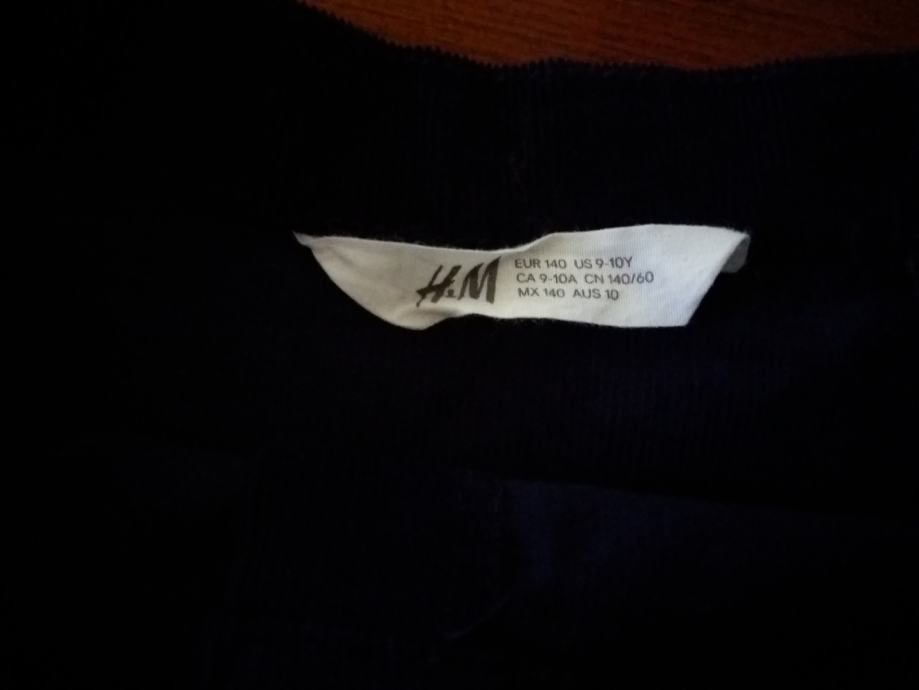 H&M
EUR 140 US 9-10Y
CA 9-10A CN 140/60
MX 140 AUS 10